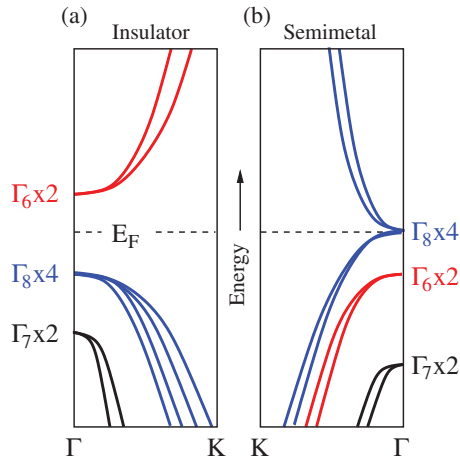 (a)
Insulator
(b)
Semimetal
Γ6x2
EF
Γ8x4
Γ7x2
Γ
K
Energy
Γ8x4
Γ6x2
Γ7x2
K
Γ